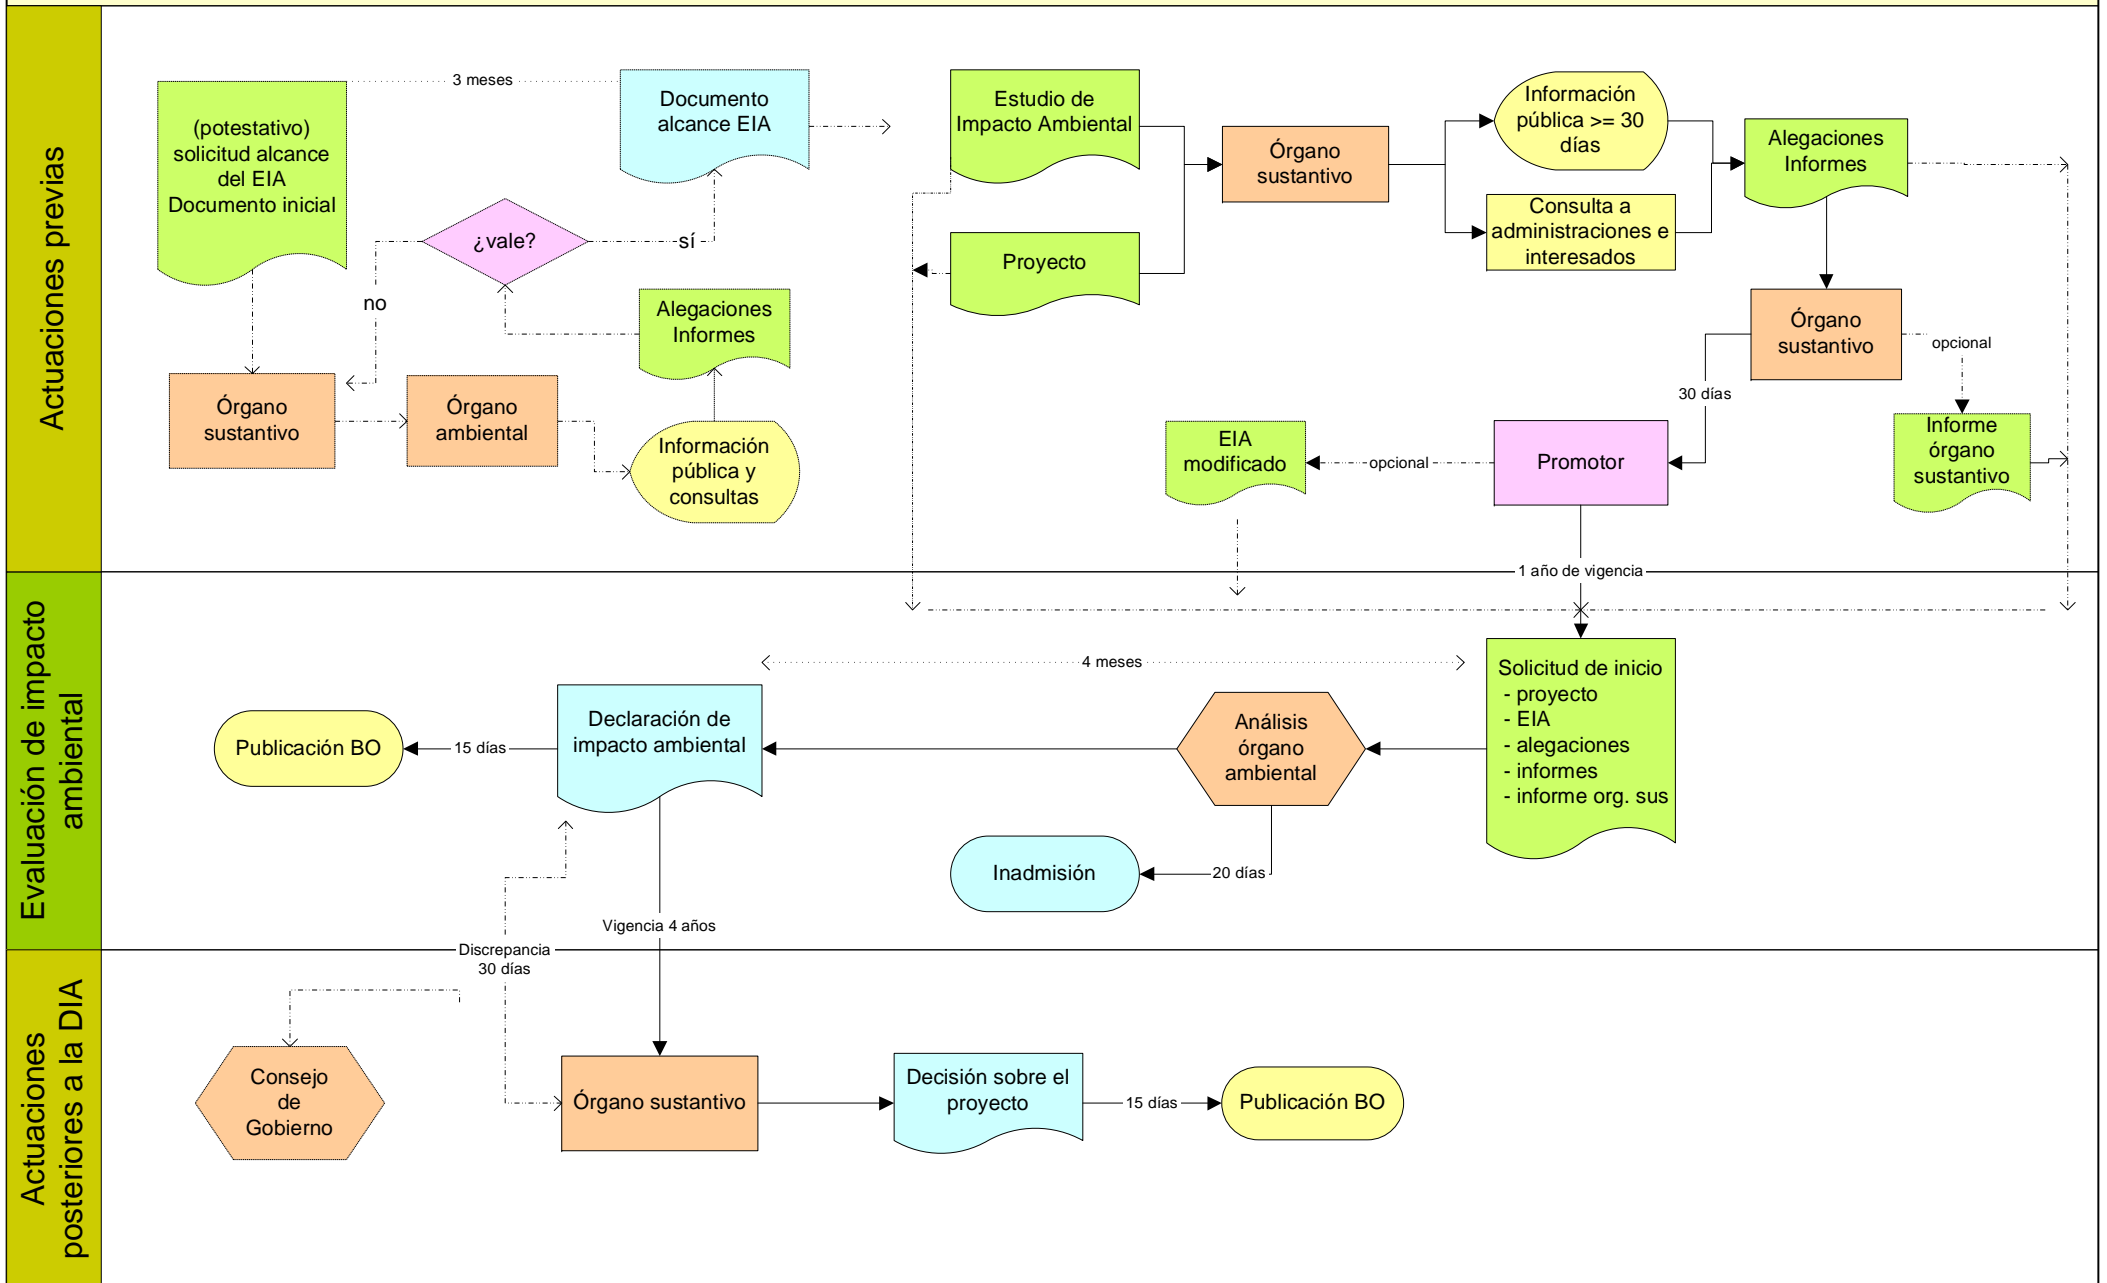 Actuaciones previas
3 meses
(potestativo)
solicitud alcance
del EIA
Documento inicial
Documento
alcance EIA
¿vale?
sí
no
Alegaciones
Informes
Órgano
sustantivo
Órgano
ambiental
Información
pública y
consultas
Estudio de
Impacto Ambiental
Proyecto
Órgano
sustantivo
Información
pública >= 30
días
Consulta a
administraciones e
interesados
Alegaciones
Informes
Órgano
sustantivo
opcional
30 días
Informe
órgano
sustantivo
Promotor
opcional
EIA
modificado
1 año de vigencia
Evaluación de impacto
ambiental
4 meses
Solicitud de inicio
- proyecto
- EIA
- alegaciones
- informes
- informe org. sus
Análisis
órgano
ambiental
20 días
Inadmisión
Declaración de
impacto ambiental
15 días
Publicación BO
Vigencia 4 años
Discrepancia
30 días
Actuaciones
posteriores a la DIA
Consejo
de
Gobierno
Órgano sustantivo
Decisión sobre el
proyecto
15 días
Publicación BO